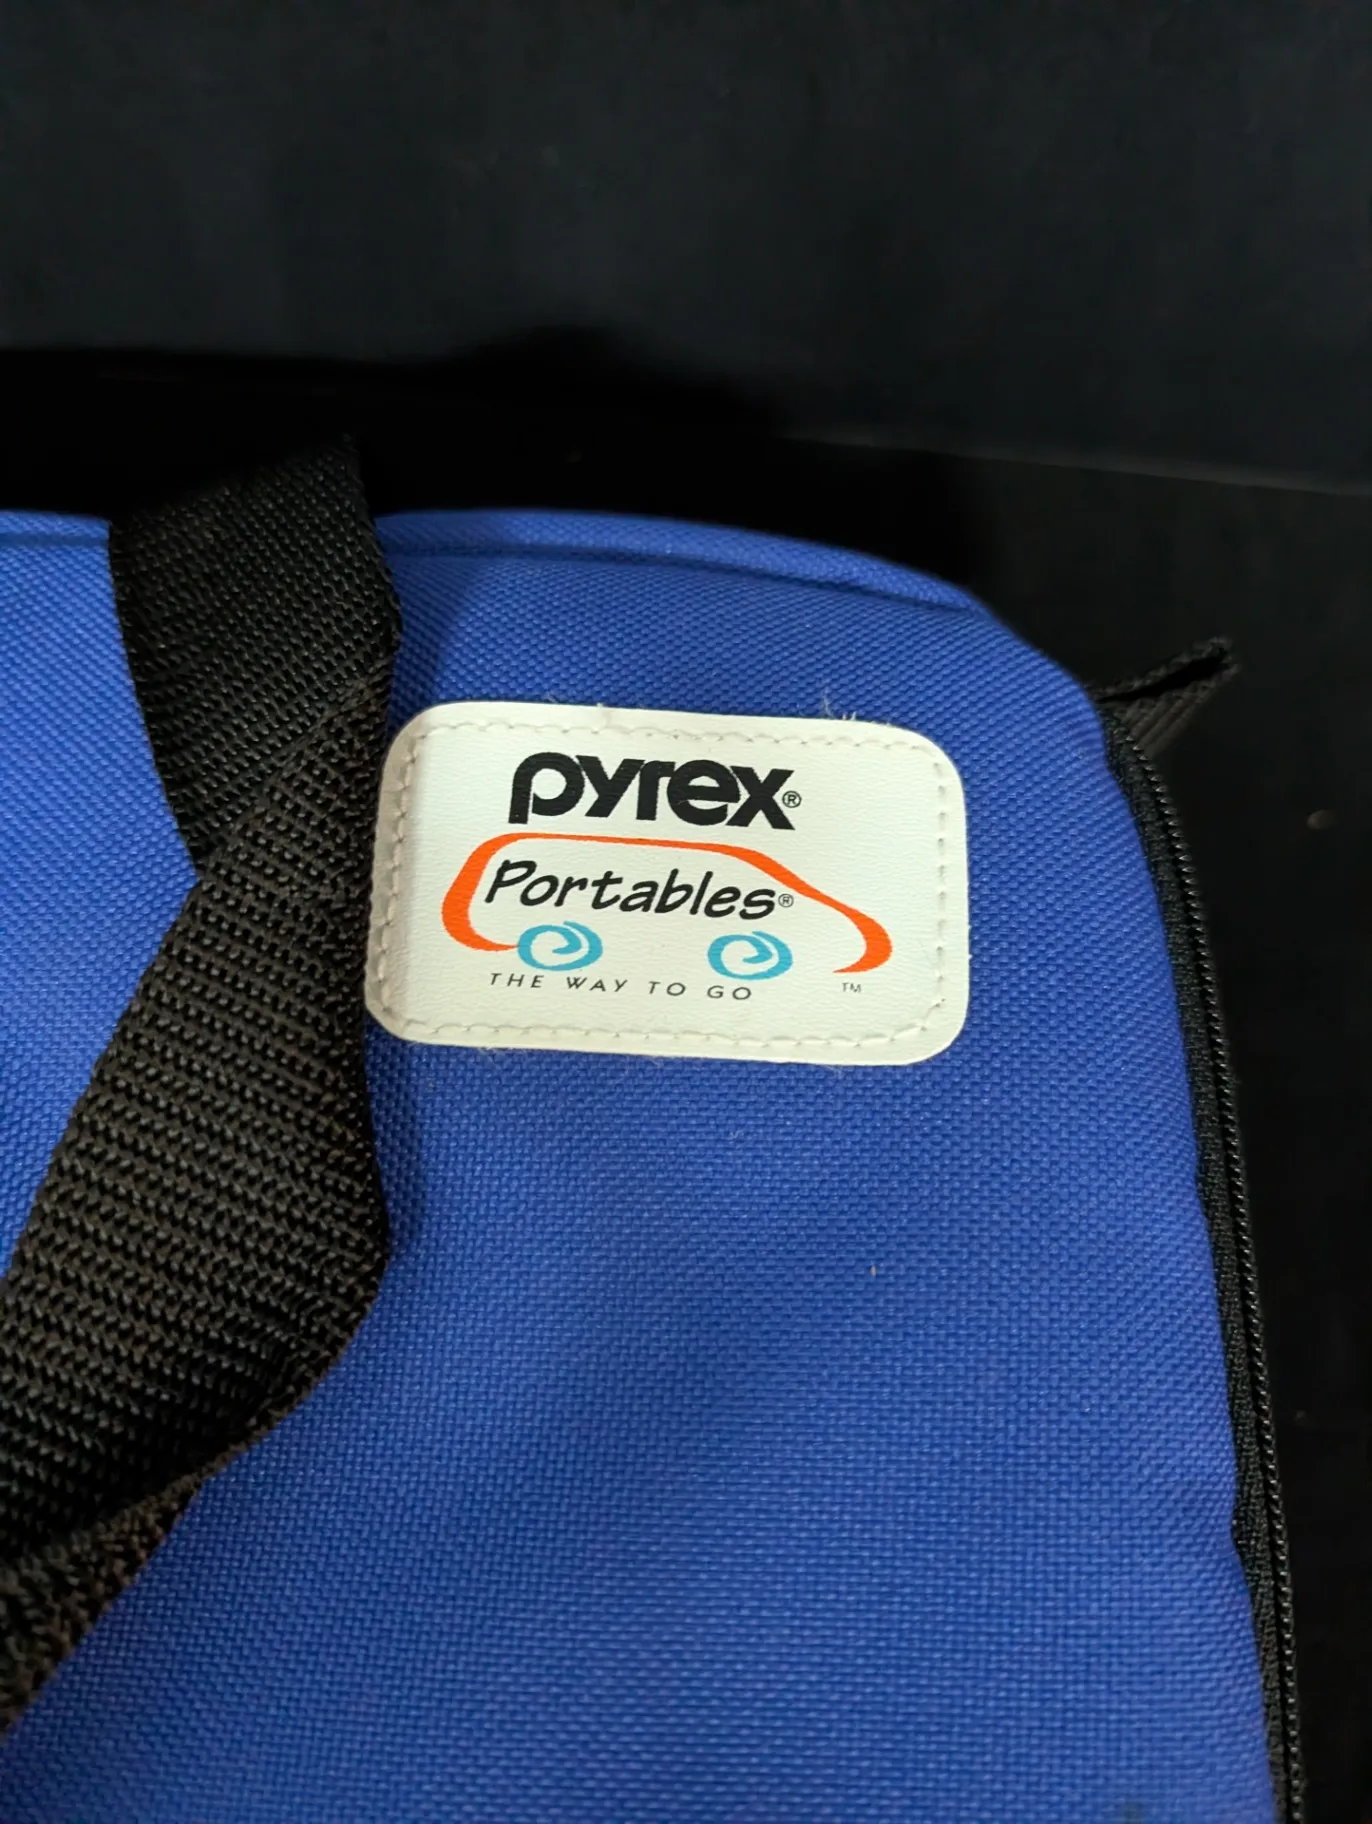 pyrex®
Portables®
THE WAY TO GO
TM